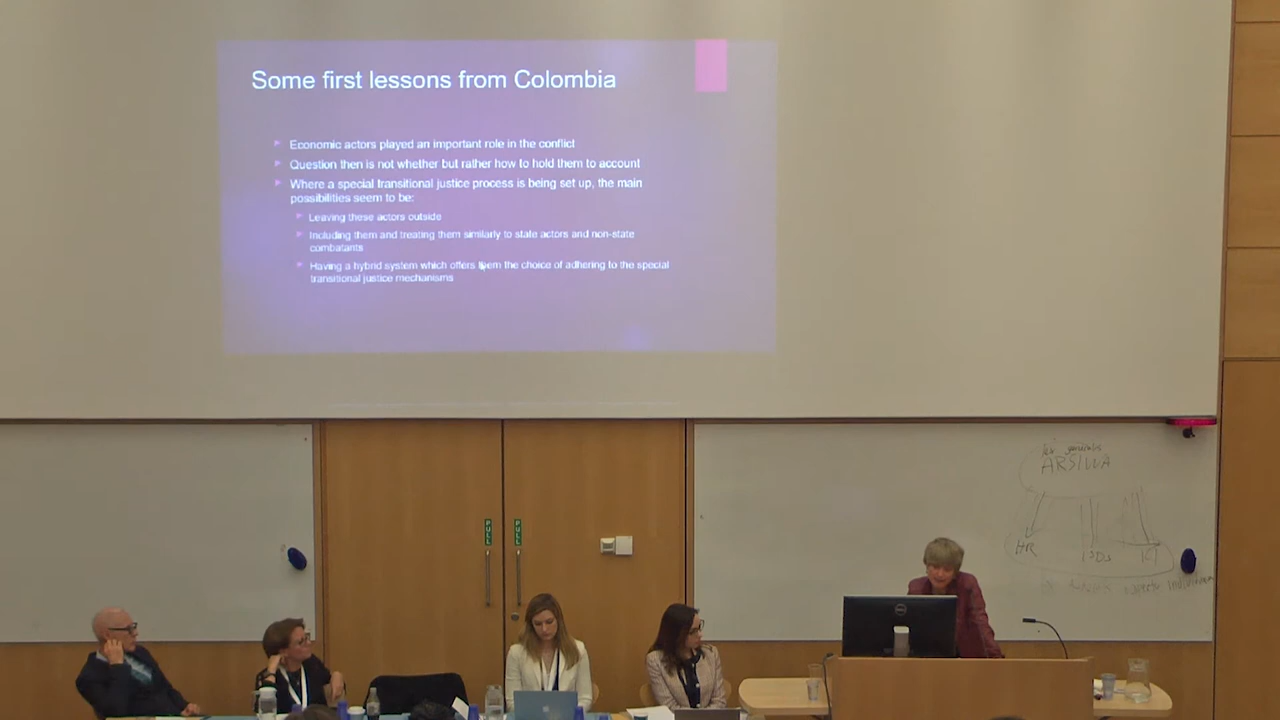 Some first lessons from Colombia
Economic actors played an important role in the conflict
Question then is not whether but rather how to hold them to account
Where a special transitional justice process is being set up, the main
possibilities seem to be:
Leaving these actors outside
Including them and treating them similarly to state actors and non-state
combatants
Having a hybrid system which offers them the choice of adhering to the special
transitional justice mechanisms
PULL
PULL
lex generalis
ARSIWA
HR
DELL